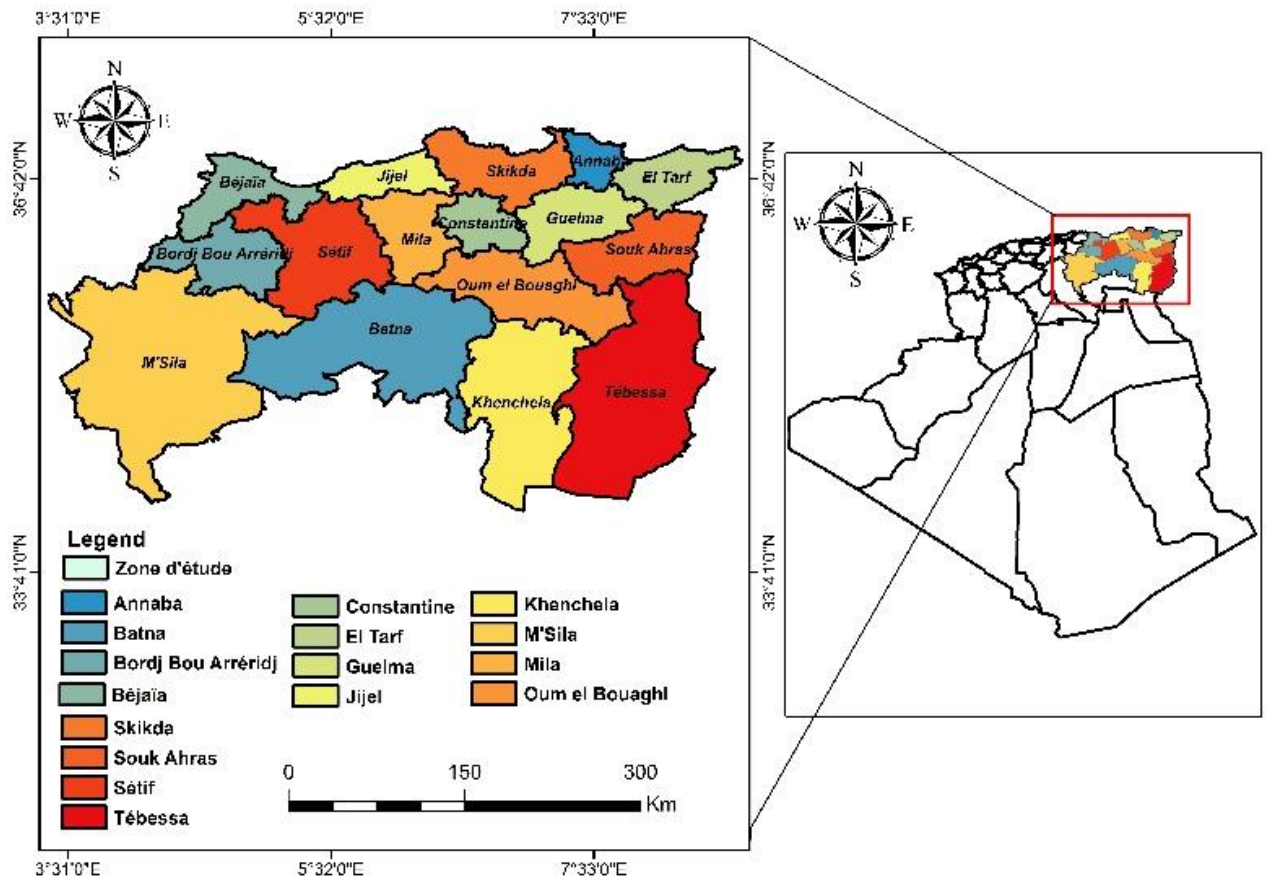 3°31'0"E 5°32'0"E 7°33'0"E
N
W E
S
36°42'0"N
36°42'0"N
N
W E
S
Béjaïa
Jijel
Skikda
Annab
El Tarf
Bordj Bou Arréridj
Sétif
Mila
Constantine
Guelma
Souk Ahras
Oum el Bouaghi
M'Sila
Batna
Khenchela
Tébessa
33°41'0"N
33°41'0"N
Legend
Zone d'étude
Annaba
Batna
Bordj Bou Arréridj
Béjaïa
Skikda
Souk Ahras
Sétif
Tébessa
Constantine
El Tarf
Guelma
Jijel
Khenchela
M'Sila
Mila
Oum el Bouaghi
0 150 300
Km
3°31'0"E 5°32'0"E 7°33'0"E